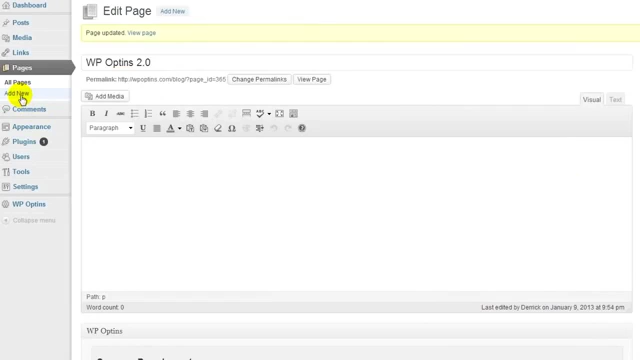 Dashboard
Posts
Media
Links
Pages
All Pages
Add New
Comments
Appearance
Plugins 1
Users
Tools
Settings
WP Optins
Collapse menu
Edit Page Add New
Page updated. View page
WP Optins 2.0
Permalink: http://wpoptins.com/blog/?page_id=365 Change Permalinks View Page
Add Media
Visual Text
B I ABC
Paragraph U A
Path: p
Word count: 0 Last edited by Derrick on January 9, 2013 at 9:54 pm
WP Optins